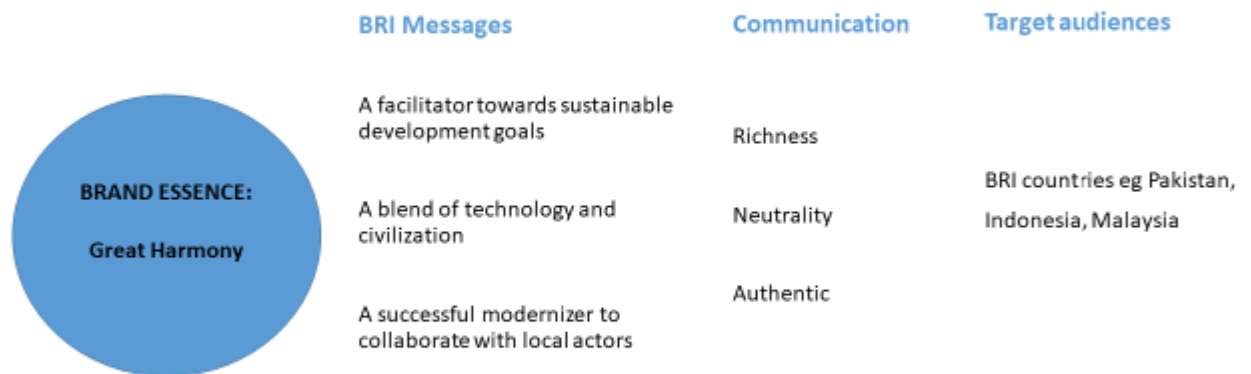 BRI Messages
Communication
Target audiences
BRAND ESSENCE:
Great Harmony
A facilitator towards sustainable
development goals
A blend of technology and
civilization
A successful modernizer to
collaborate with local actors
Richness
Neutrality
Authentic
BRI countries eg Pakistan,
Indonesia, Malaysia